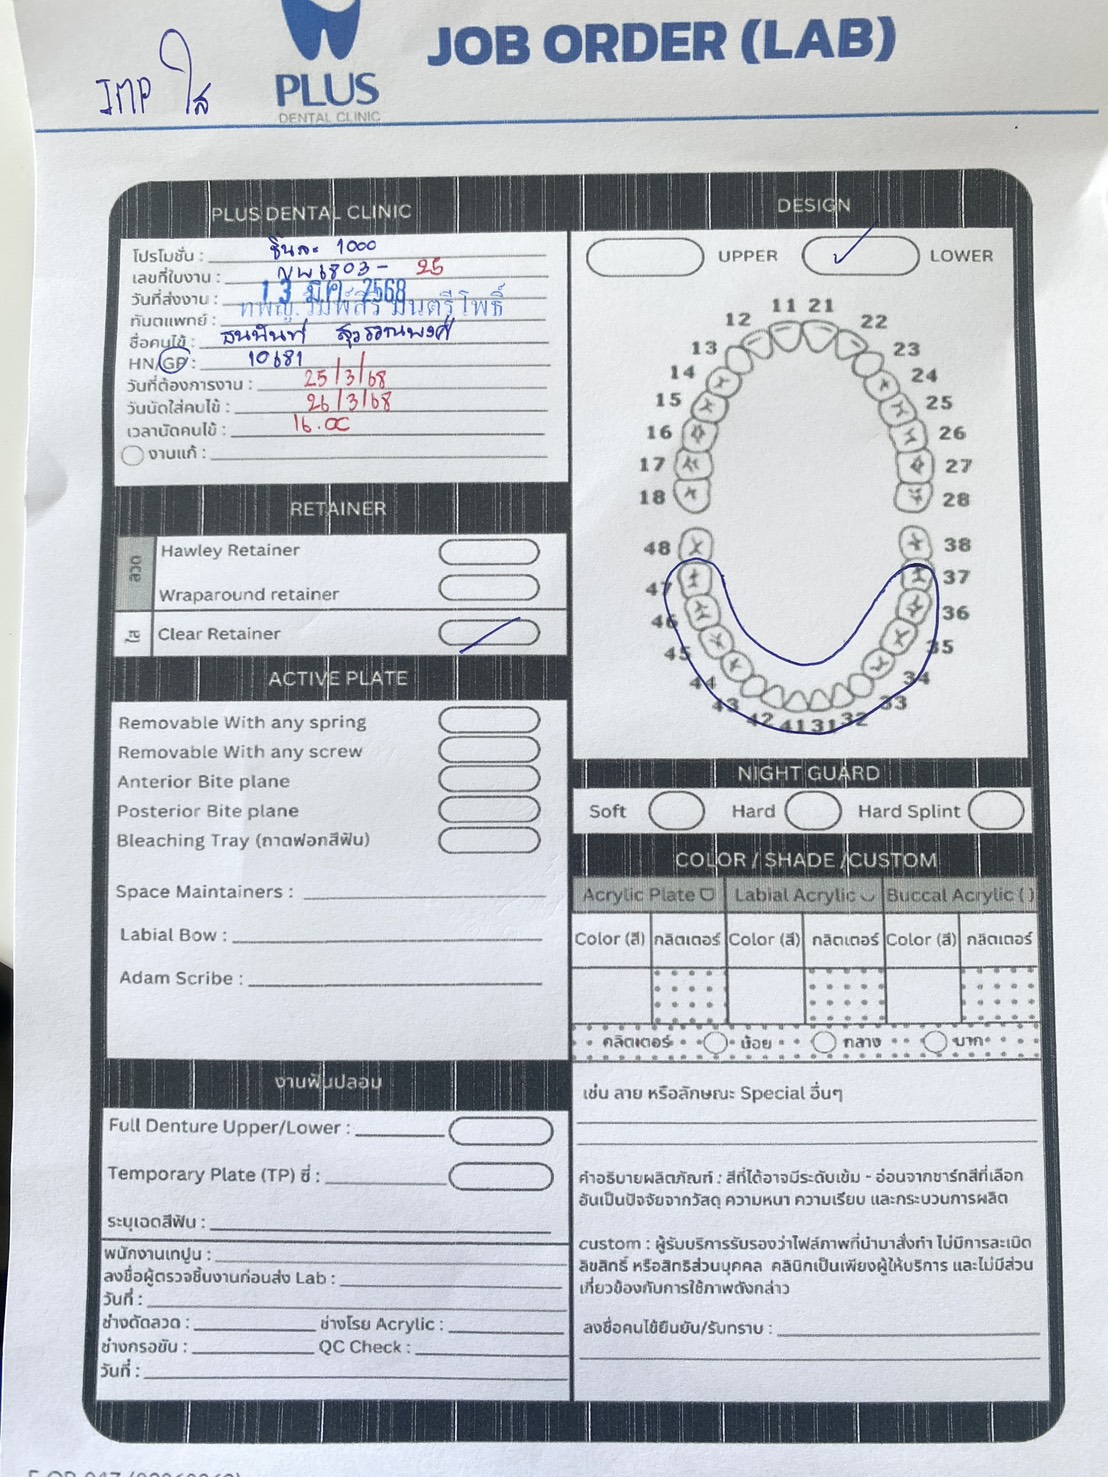 JOB ORDER (LAB)
IMP ใส
PLUS
DENTAL CLINIC
PLUS DENTAL CLINIC
โปรโมชั่น : ชิ้นละ 1000
เลขที่ใบงาน : 1803 - 25
วันที่ส่งงาน : 13 มี.ค. 2568
ทันตแพทย์ : ทพญ. มนตรีโพธิ์
ชื่อคนไข้ :
HN/GP : 10681
วันที่ต้องการงาน : 25/3/68
วันนัดใส่คนไข้ : 26/3/68
เวลานัดคนไข้ : 16.00
งานแก้ :
DESIGN
UPPER
LOWER
11 21
12 22
13 23
14 24
15 25
16 26
17 27
18 28
48 38
47 37
46 36
45 35
44 34
43 33
42 41 31 32
RETAINER
ลวด
Hawley Retainer
Wraparound retainer
ใส
Clear Retainer
ACTIVE PLATE
Removable With any spring
Removable With any screw
Anterior Bite plane
Posterior Bite plane
Bleaching Tray (ถาดฟอกสีฟัน)
Space Maintainers :
Labial Bow :
Adam Scribe :
NIGHT GUARD
Soft Hard Hard Splint
COLOR / SHADE /CUSTOM
Acrylic Plate Labial Acrylic Buccal Acrylic ( )
Color (สี) กลิตเตอร์ Color (สี) กลิตเตอร์ Color (สี) กลิตเตอร์
กลิตเตอร์ น้อย กลาง มาก
เช่น ลาย หรือลักษณะ Special อื่นๆ
คำอธิบายผลิตภัณฑ์ : สีที่ได้อาจมีระดับเข้ม - อ่อนจากชาร์ทสีที่เลือก
อันเป็นปัจจัยจากวัสดุ ความหนา ความเรียบ และกระบวนการผลิต
custom : ผู้รับบริการรับรองว่าไฟล์ภาพที่นำมาสั่งทำ ไม่มีการละเมิด
ลิขสิทธิ์ หรือสิทธิส่วนบุคคล คลินิกเป็นเพียงผู้ให้บริการ และไม่มีส่วน
เกี่ยวข้องกับการใช้ภาพดังกล่าว
ลงชื่อคนไข้ยืนยัน/รับทราบ :
งานฟันปลอม
Full Denture Upper/Lower :
Temporary Plate (TP) ซี่ :
ระบุเฉดสีฟัน :
พนักงานเทปูน :
ลงชื่อผู้ตรวจชิ้นงานก่อนส่ง Lab :
วันที่ :
ช่างดัดลวด : ช่างโรย Acrylic :
ช่างกรอขัด : QC Check :
วันที่ :